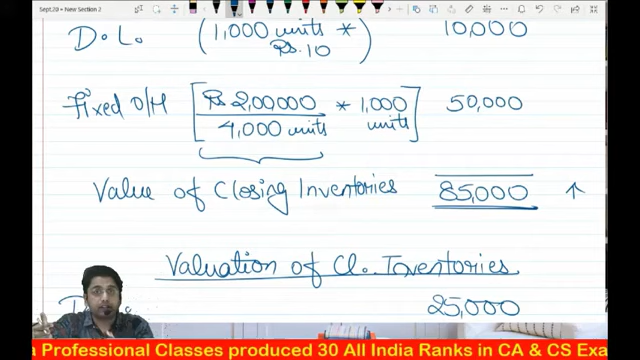 Sept.20 » New Section 2
D.L. (1,000 units * Rs.10) 10,000
Fixed O/H [Rs 2,00000 / 4,000 units * 1,000 units] 50,000
Value of Closing Inventories 85,000 ↑
Valuation of Cl. Inventories
25,000
a Professional Classes produced 30 All India Ranks in CA & CS Exa